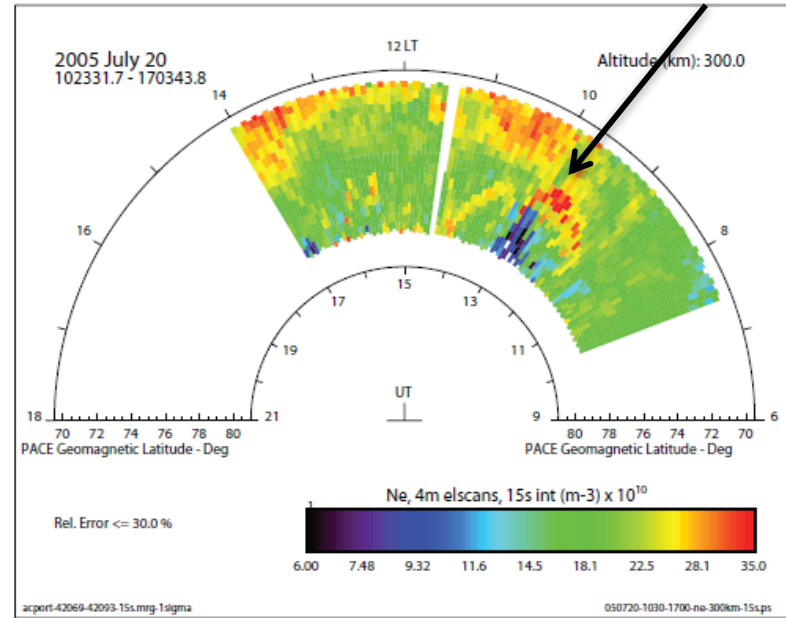 2005 July 20
102331.7 - 170343.8
12 LT
Altitude (km): 300.0
14
10
16
8
17
15
13
19
11
UT
18
21
9
6
70 72 74 76 78 80
80 78 76 74 72 70
PACE Geomagnetic Latitude - Deg
PACE Geomagnetic Latitude - Deg
Ne, 4m elscans, 15s int (m-3) x 10¹⁰
1
Rel. Error <= 30.0 %
6.00 7.48 9.32 11.6 14.5 18.1 22.5 28.1 35.0
acport-42069-42093-15s.mrg-1sigma
050720-1030-1700-ne-300km-15s.ps